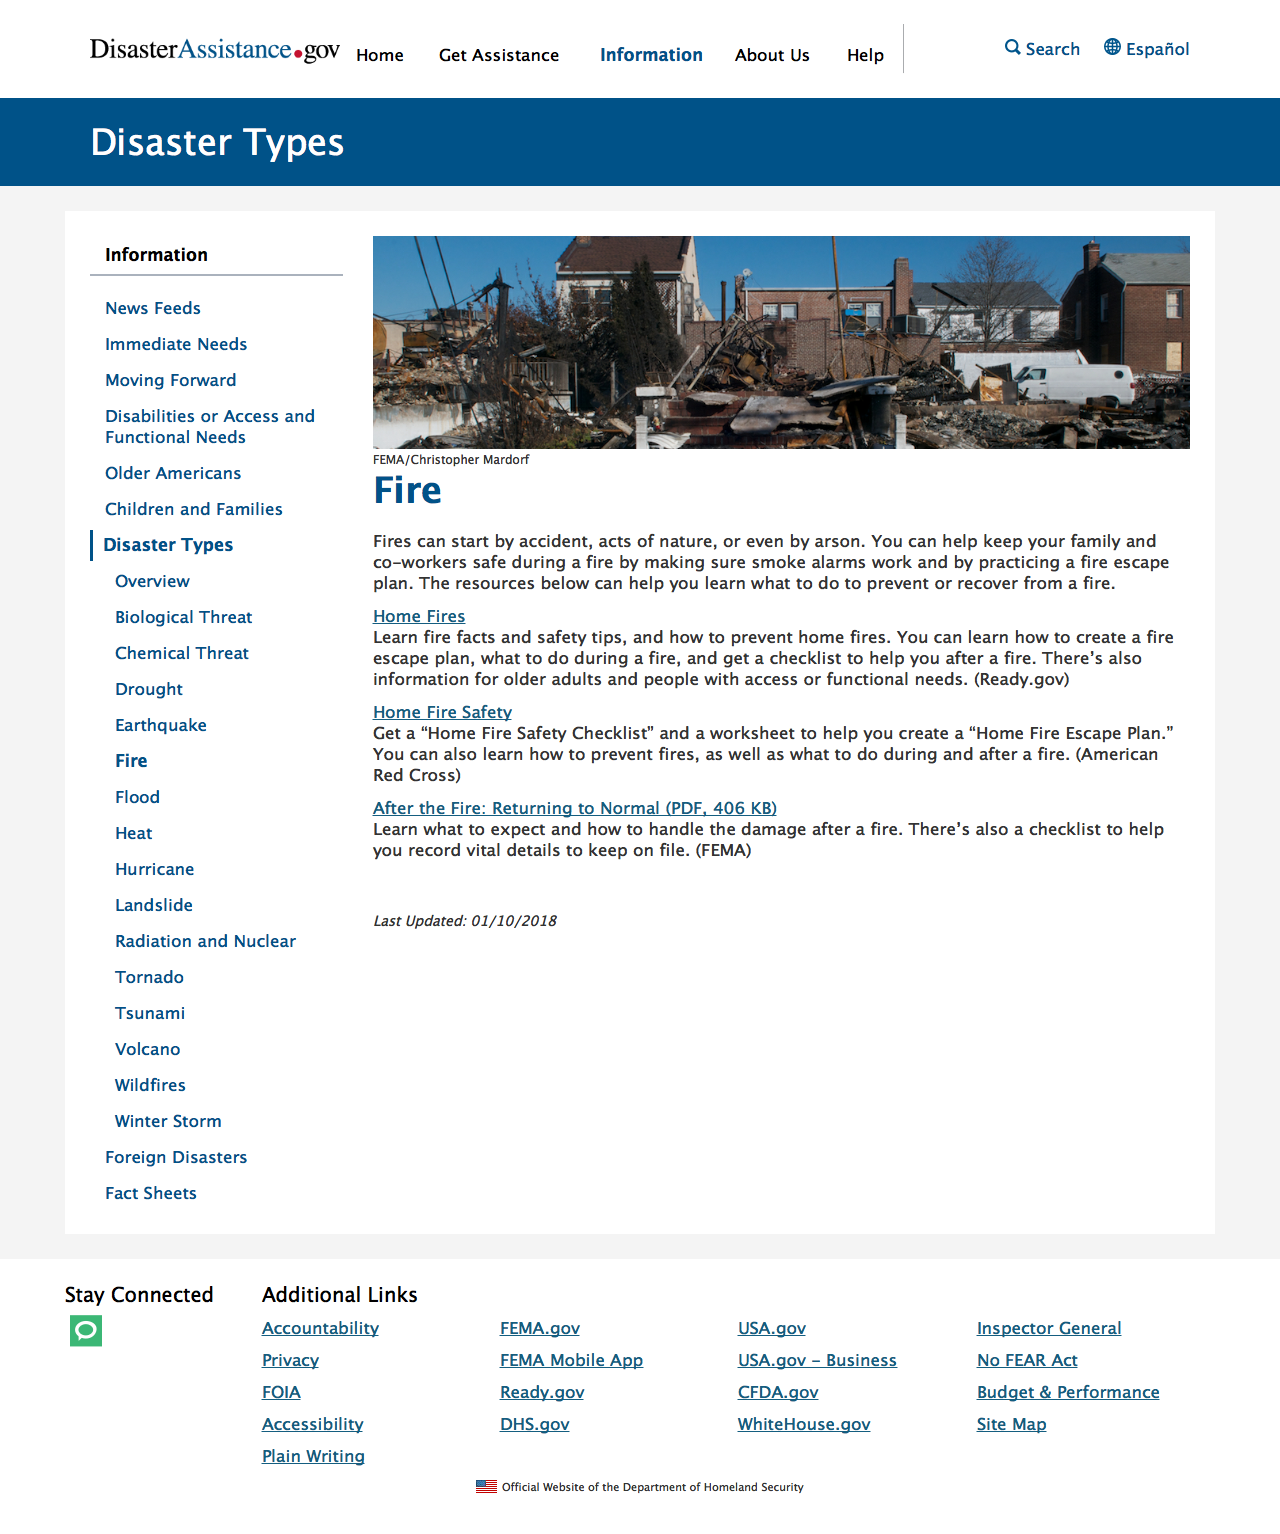 DisasterAssistance.gov
Home
Get Assistance
Information
About Us
Help
Search
Español
Disaster Types
Information
News Feeds
Immediate Needs
Moving Forward
Disabilities or Access and
Functional Needs
Older Americans
Children and Families
Disaster Types
Overview
Biological Threat
Chemical Threat
Drought
Earthquake
Fire
Flood
Heat
Hurricane
Landslide
Radiation and Nuclear
Tornado
Tsunami
Volcano
Wildfires
Winter Storm
Foreign Disasters
Fact Sheets
FEMA/Christopher Mardorf
Fire
Fires can start by accident, acts of nature, or even by arson. You can help keep your family and
co-workers safe during a fire by making sure smoke alarms work and by practicing a fire escape
plan. The resources below can help you learn what to do to prevent or recover from a fire.
Home Fires
Learn fire facts and safety tips, and how to prevent home fires. You can learn how to create a fire
escape plan, what to do during a fire, and get a checklist to help you after a fire. There’s also
information for older adults and people with access or functional needs. (Ready.gov)
Home Fire Safety
Get a “Home Fire Safety Checklist” and a worksheet to help you create a “Home Fire Escape Plan.”
You can also learn how to prevent fires, as well as what to do during and after a fire. (American
Red Cross)
After the Fire: Returning to Normal (PDF, 406 KB)
Learn what to expect and how to handle the damage after a fire. There’s also a checklist to help
you record vital details to keep on file. (FEMA)
Last Updated: 01/10/2018
Stay Connected
Additional Links
Accountability
Privacy
FOIA
Accessibility
Plain Writing
FEMA.gov
FEMA Mobile App
Ready.gov
DHS.gov
USA.gov
USA.gov – Business
CFDA.gov
WhiteHouse.gov
Inspector General
No FEAR Act
Budget & Performance
Site Map
Official Website of the Department of Homeland Security